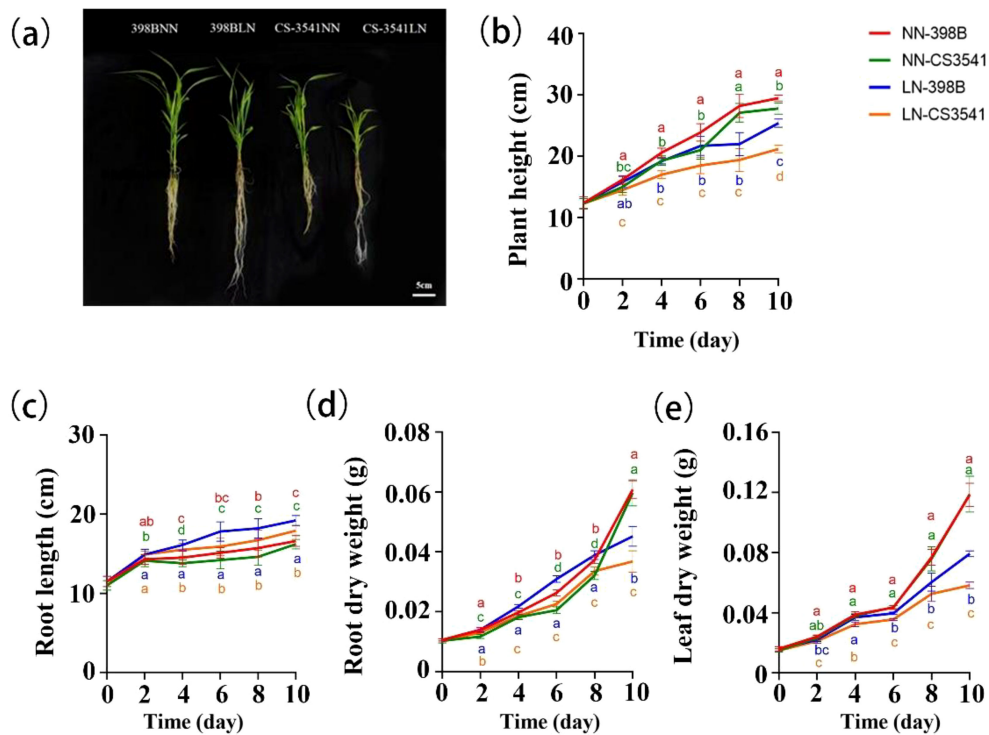 (a)
398BNN 398BLN CS-3541NN CS-3541LN
5cm
(b)
Plant height (cm)
40
30
20
10
0
a a a a a
bc b b a b
ab b b b c
c c c c d
0 2 4 6 8 10
Time (day)
NN-398B
NN-CS3541
LN-398B
LN-CS3541
(c)
Root length (cm)
30
20
10
0
ab c bc b c
b d c c c
a a a a a
a b b b b
0 2 4 6 8 10
Time (day)
(d)
Root dry weight (g)
0.08
0.06
0.04
0.02
0
a b b b a
c c d d a
a a a a b
b c c c c
0 2 4 6 8 10
Time (day)
(e)
Leaf dry weight (g)
0.16
0.12
0.08
0.04
0
a a a a a
ab a a a a
bc a b b b
c b c c c
0 2 4 6 8 10
Time (day)